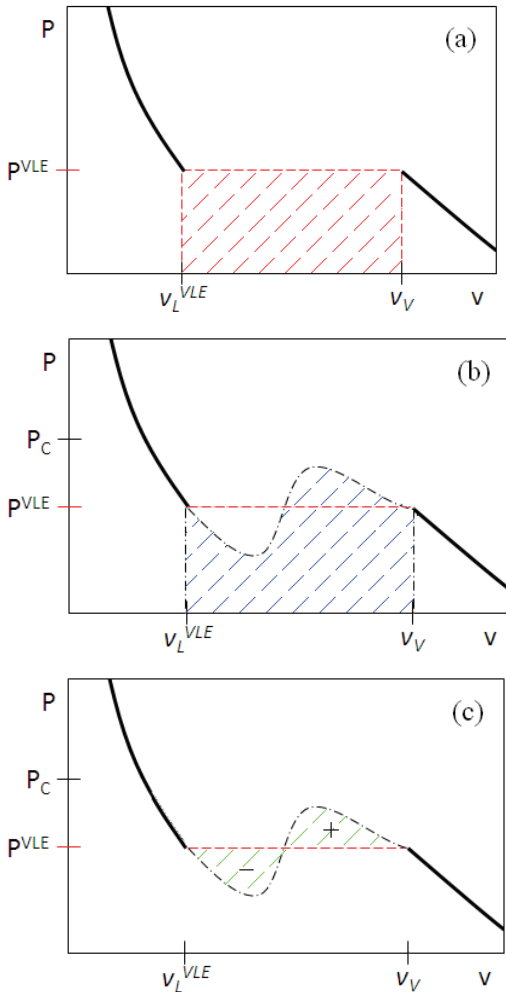 P
(a)
P^VLE
v_L^VLE
v_V
v
P
(b)
P_C
P^VLE
v_L^VLE
v_V
v
P
(c)
P_C
+
P^VLE
−
v_L^VLE
v_V
v